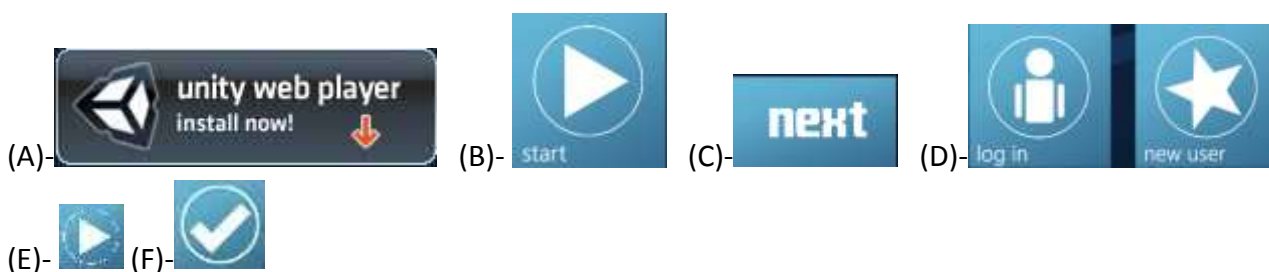 unity web player
install now!
(A)- (B)- start (C)- next (D)- log in new user
(E)- (F)-